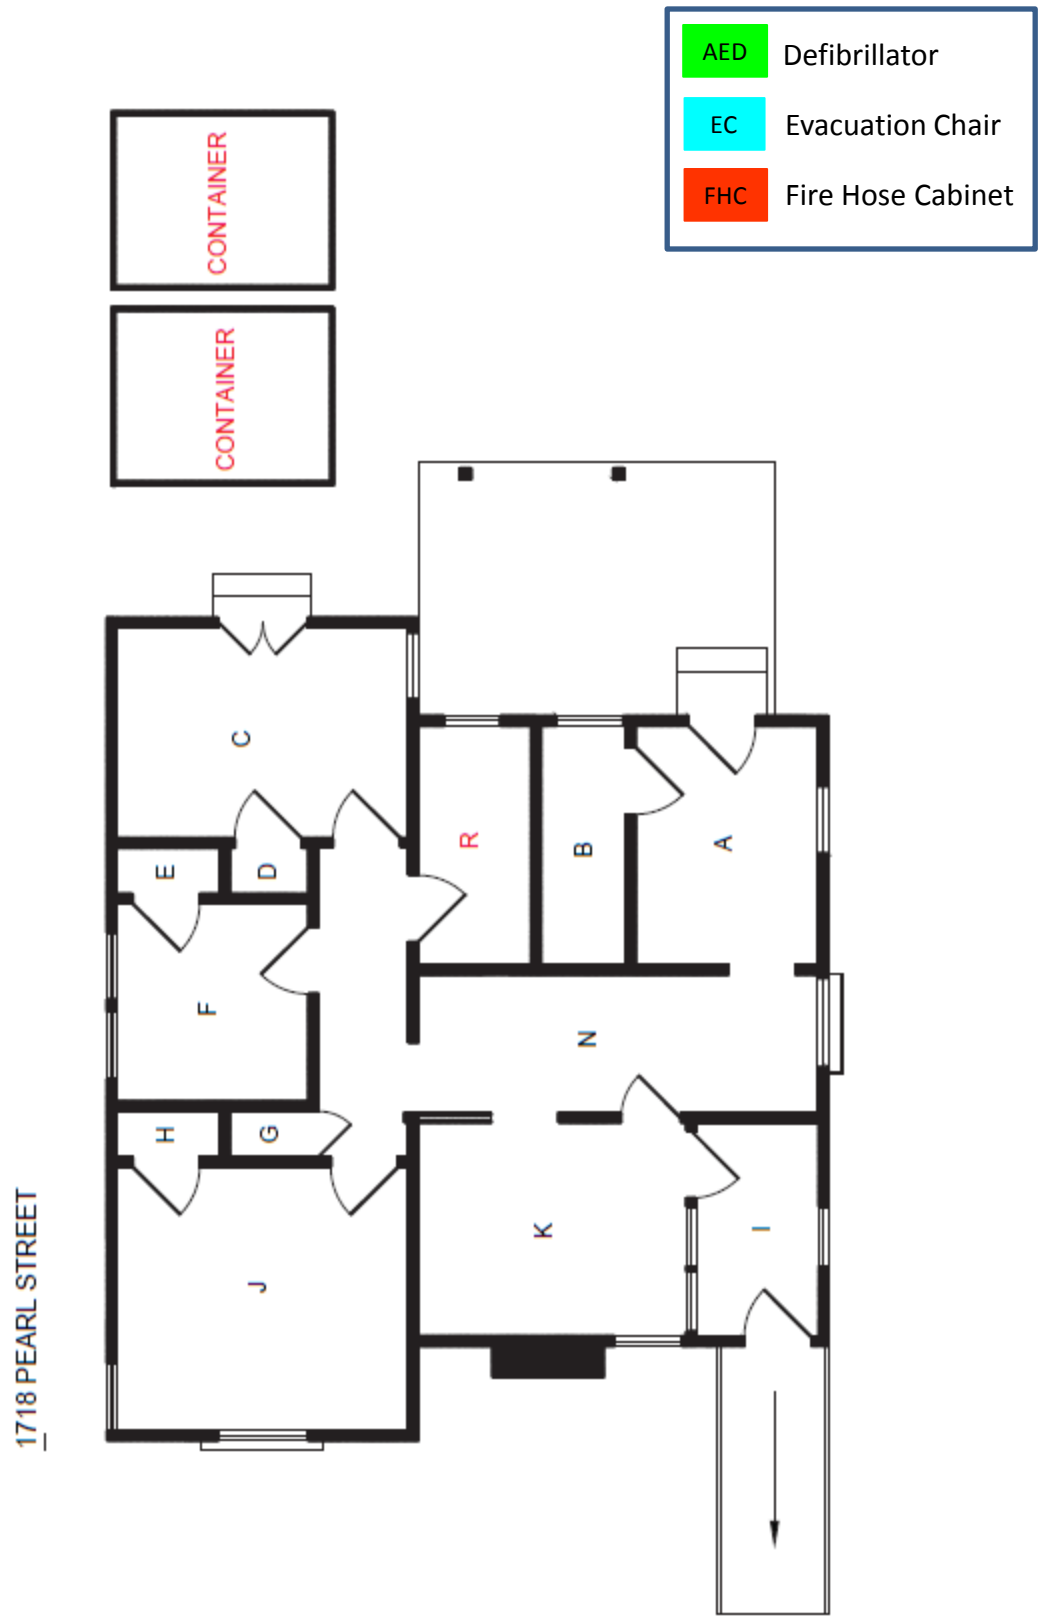 AED Defibrillator
EC Evacuation Chair
FHC Fire Hose Cabinet
CONTAINER
CONTAINER
C
R
B
A
E
D
F
N
H
G
K
I
J
1718 PEARL STREET